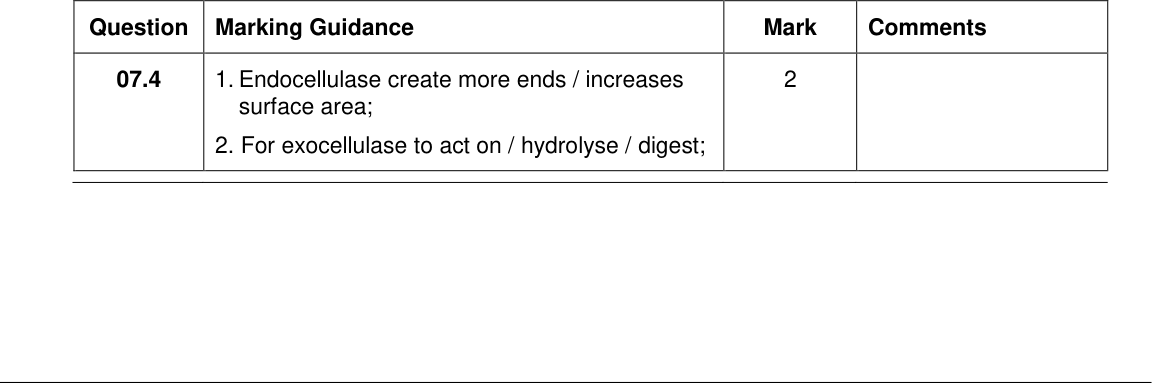 Question Marking Guidance Mark Comments
07.4 1. Endocellulase create more ends / increases 2
surface area;
2. For exocellulase to act on / hydrolyse / digest;